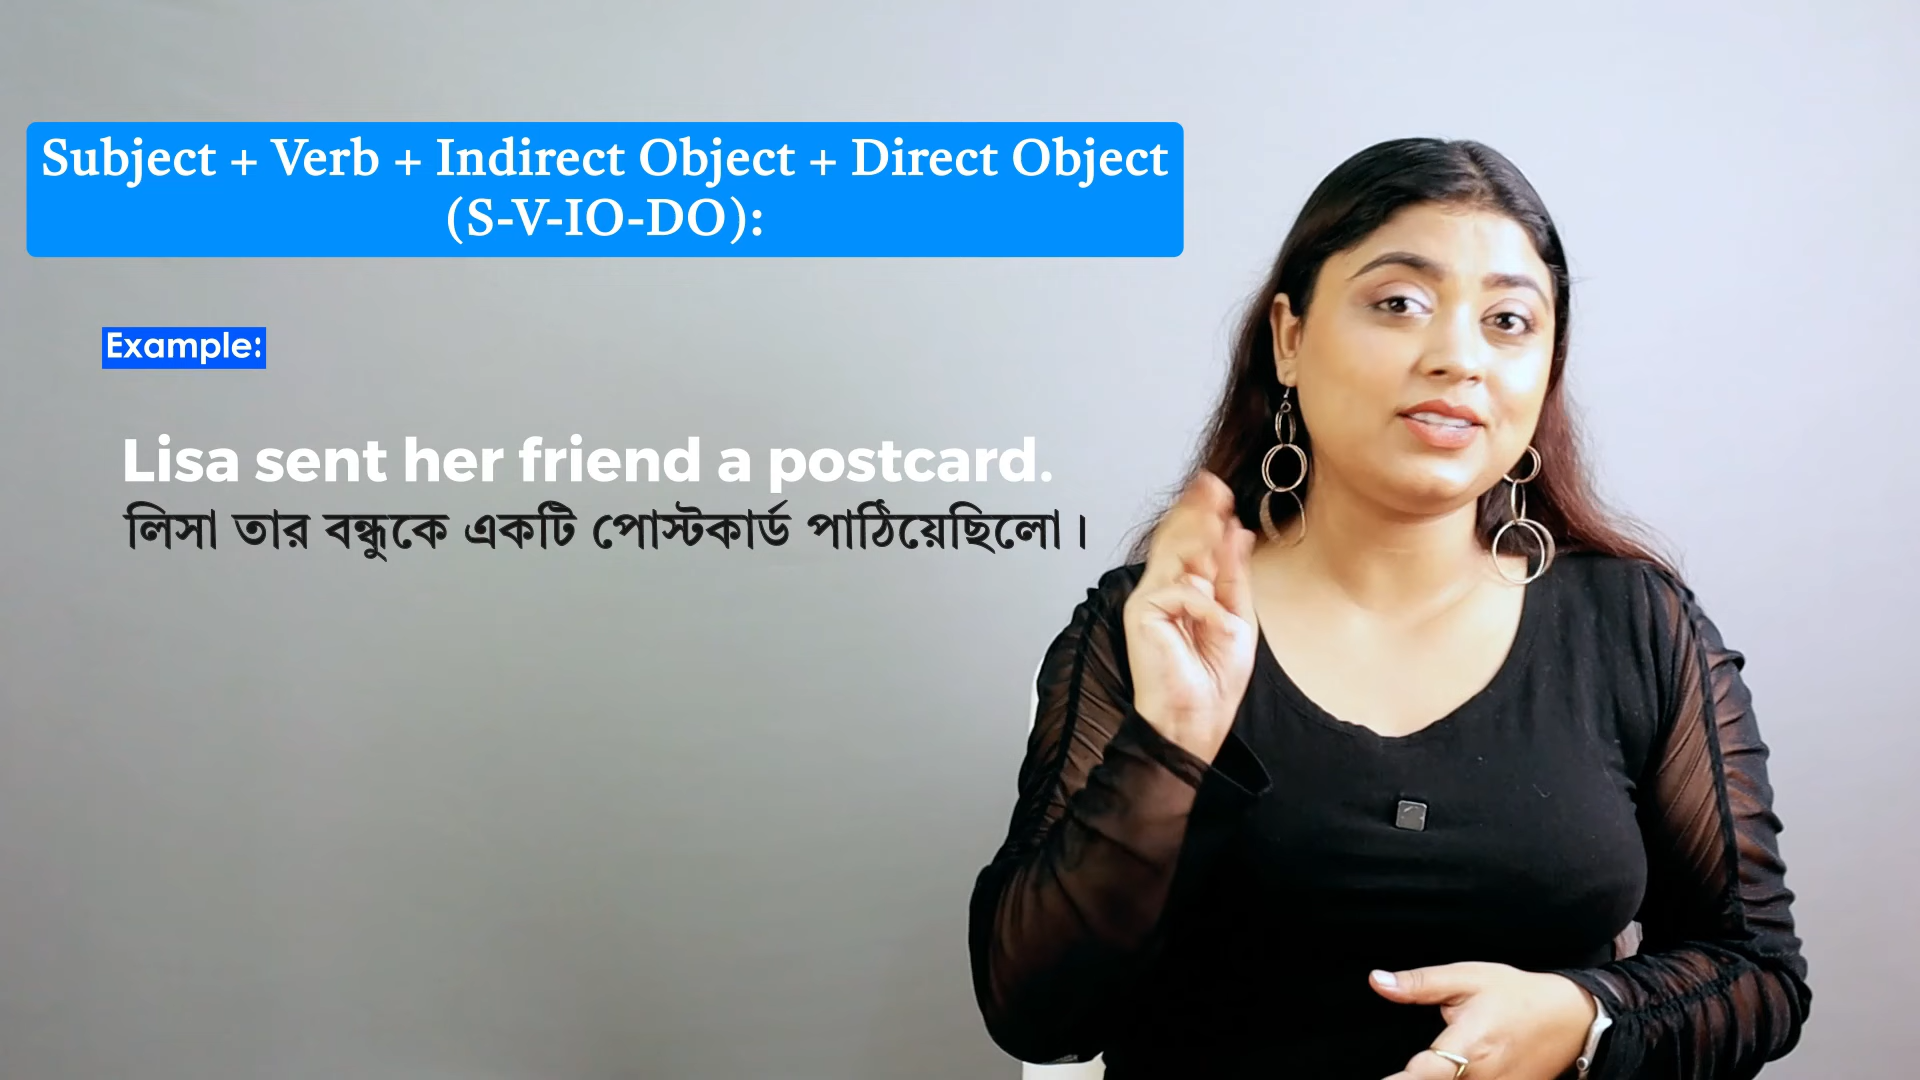 Subject + Verb + Indirect Object + Direct Object
(S-V-IO-DO):
Example:
Lisa sent her friend a postcard.
লিসা তার বন্ধুকে একটি পোস্টকার্ড পাঠিয়েছিলো।